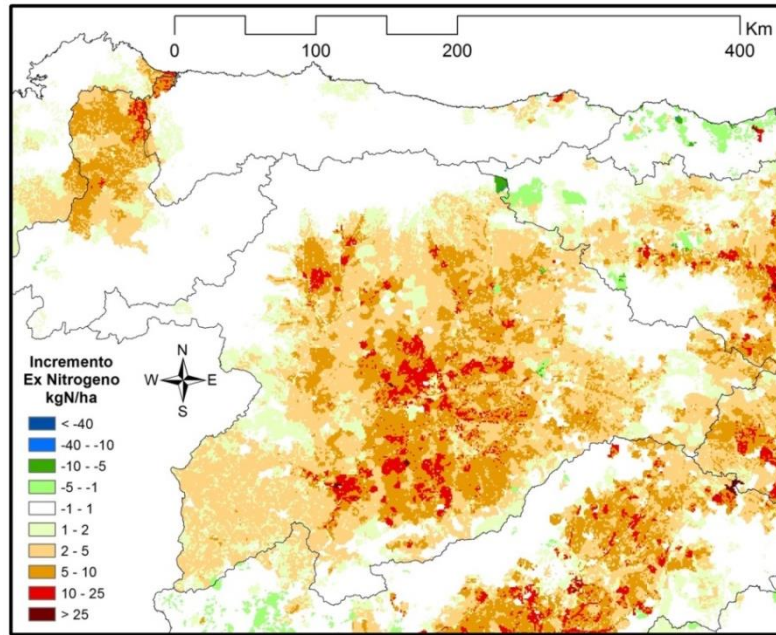 Km
0 100 200 400
Incremento
Ex Nitrogeno
kgN/ha
< -40
-40 - -10
-10 - -5
-5 - -1
-1 - 1
1 - 2
2 - 5
5 - 10
10 - 25
> 25
N
W E
S